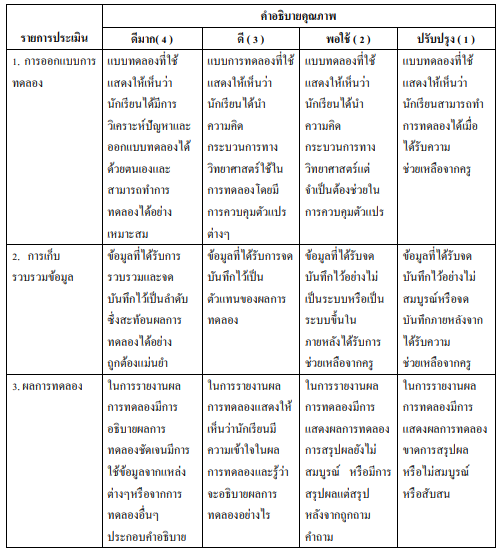 รายการประเมิน
คำอธิบายคุณภาพ
ดีมาก( 4 )
ดี ( 3 )
พอใช้ ( 2 )
ปรับปรุง ( 1 )
1. การออกแบบการ
ทดลอง
แบบทดลองที่ใช้
แสดงให้เห็นว่า
นักเรียนได้มีการ
วิเคราะห์ปัญหาและ
ออกแบบทดลองได้
ด้วยตนเองและ
สามารถทำการ
ทดลองได้อย่าง
เหมาะสม
แบบการทดลองที่ใช้
แสดงให้เห็นว่า
นักเรียนได้นำ
ความคิด
กระบวนการทาง
วิทยาศาสตร์ใช้ใน
การทดลองโดยมี
การควบคุมตัวแปร
ต่างๆ
แบบทดลองที่ใช้
แสดงให้เห็นว่า
นักเรียนได้นำ
ความคิด
กระบวนการทาง
วิทยาศาสตร์แต่
จำเป็นต้องช่วยใน
การควบคุมตัวแปร
แบบทดลองที่ใช้
แสดงให้เห็นว่า
นักเรียนสามารถทำ
การทดลองได้เมื่อ
ได้รับความ
ช่วยเหลือจากครู
2. การเก็บ
รวบรวมข้อมูล
ข้อมูลที่ได้รับการ
รวบรวมและจด
บันทึกไว้เป็นลำดับ
ซึ่งสะท้อนผลการ
ทดลองได้อย่าง
ถูกต้องแม่นยำ
ข้อมูลที่ได้รับการจด
บันทึกไว้เป็น
ตัวแทนของผลการ
ทดลอง
ข้อมูลที่ได้รับจด
บันทึกไว้อย่างไม่
เป็นระบบหรือเป็น
ระบบขึ้นใน
ภายหลังได้รับการ
ช่วยเหลือจากครู
ข้อมูลที่ได้รับจด
บันทึกไว้อย่างไม่
สมบูรณ์หรือจด
บันทึกภายหลังจาก
ได้รับความ
ช่วยเหลือจากครู
3. ผลการทดลอง
ในการรายงานผล
การทดลองมีการ
อธิบายผลการ
ทดลองชัดเจนมีการ
ใช้ข้อมูลจากแหล่ง
ต่างๆหรือจากการ
ทดลองอื่นๆ
ประกอบคำอธิบาย
ในการรายงานผล
การทดลองแสดงให้
เห็นว่านักเรียนมี
ความเข้าใจในผล
การทดลองและรู้ว่า
จะอธิบายผลการ
ทดลองอย่างไร
ในการรายงานผล
การทดลองมีการ
แสดงผลการทดลอง
การสรุปผลยังไม่
สมบูรณ์ หรือมีการ
สรุปผลแต่สรุป
หลังจากถูกถาม
คำถาม
ในการรายงานผล
การทดลองมีการ
แสดงผลการทดลอง
ขาดการสรุปผล
หรือไม่สมบูรณ์
หรือสับสน